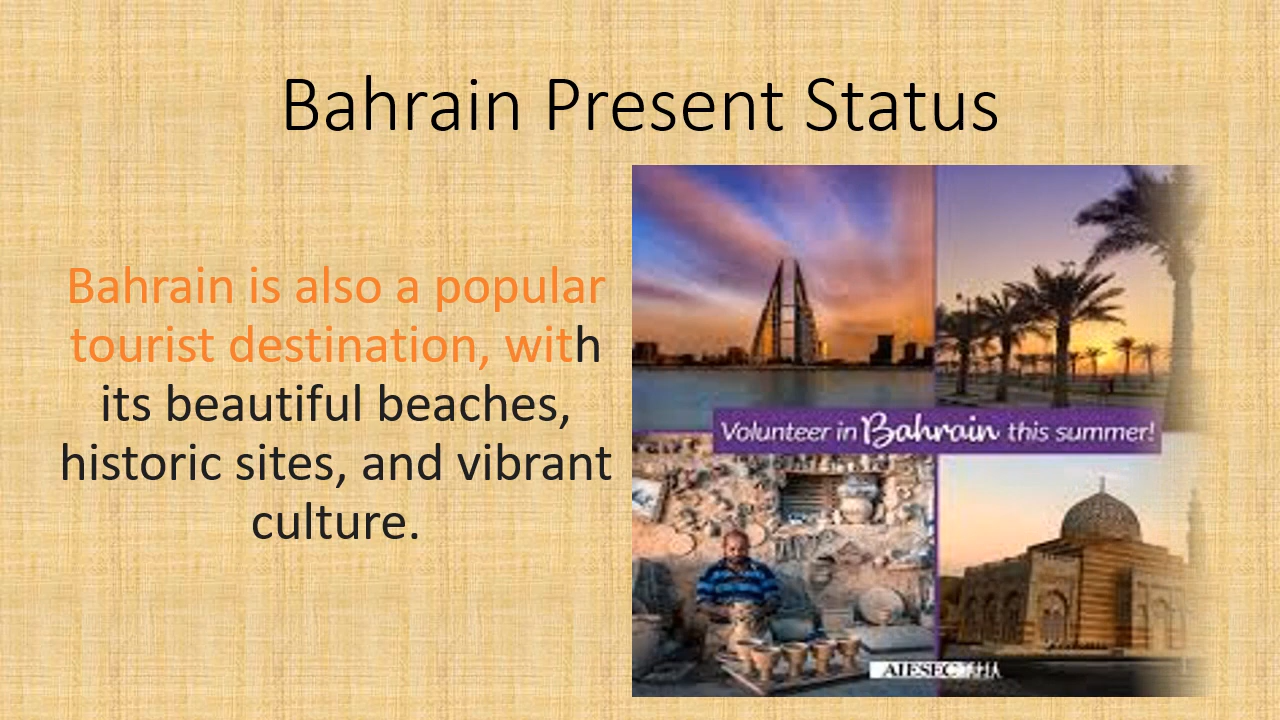 Bahrain Present Status
Bahrain is also a popular
tourist destination, with
its beautiful beaches,
historic sites, and vibrant
culture.
Volunteer in Bahrain this summer!
AIESEC